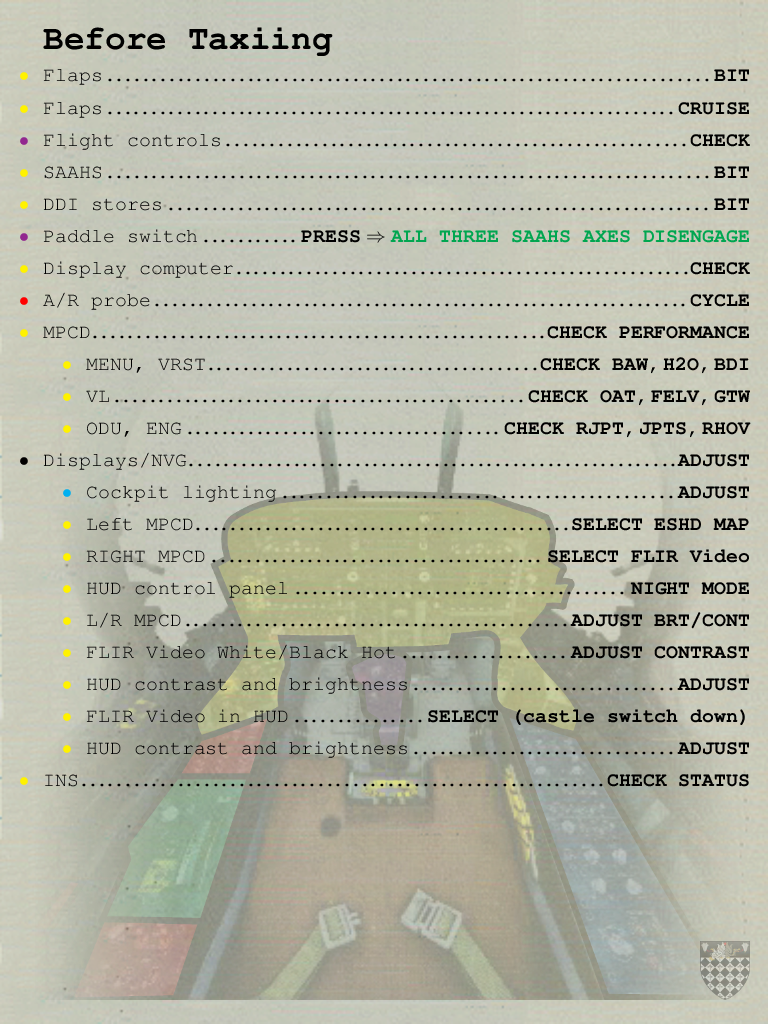 Before Taxiing
• Flaps.....BIT
• Flaps.....CRUISE
• Flight controls.....CHECK
• SAAHS.....BIT
• DDI stores.....BIT
• Paddle switch.....PRESS ⇒ ALL THREE SAAHS AXES DISENGAGE
• Display computer.....CHECK
• A/R probe.....CYCLE
• MPCD.....CHECK PERFORMANCE
• MENU, VRST.....CHECK BAW, H2O, BDI
• VL.....CHECK OAT, FELV, GTW
• ODU, ENG.....CHECK RJPT, JPTS, RHOV
• Displays/NVG.....ADJUST
• Cockpit lighting.....ADJUST
• Left MPCD.....SELECT ESHD MAP
• RIGHT MPCD.....SELECT FLIR Video
• HUD control panel.....NIGHT MODE
• L/R MPCD.....ADJUST BRT/CONT
• FLIR Video White/Black Hot.....ADJUST CONTRAST
• HUD contrast and brightness.....ADJUST
• FLIR Video in HUD.....SELECT (castle switch down)
• HUD contrast and brightness.....ADJUST
• INS.....CHECK STATUS